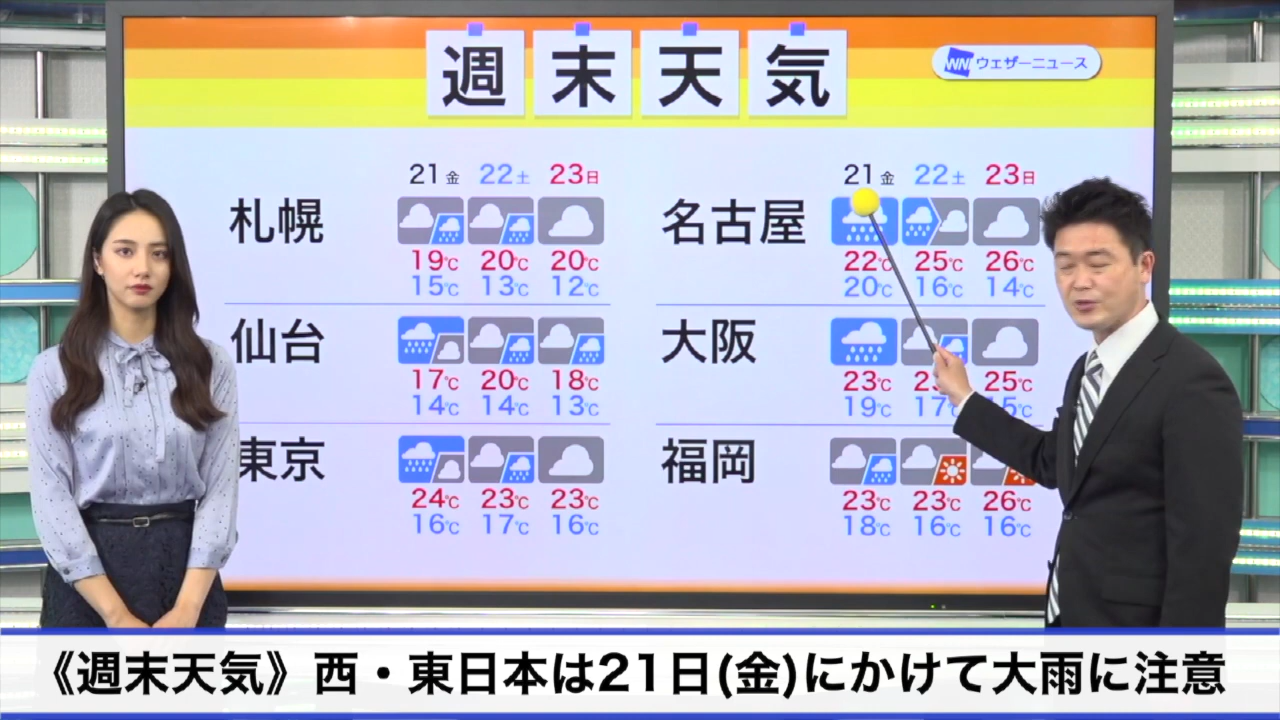 週末天気
WN ウェザーニュース
21金 22土 23日
札幌
19℃ 20℃ 20℃
15℃ 13℃ 12℃
仙台
17℃ 20℃ 18℃
14℃ 14℃ 13℃
東京
24℃ 23℃ 23℃
16℃ 17℃ 16℃
21金 22土 23日
名古屋
22℃ 25℃ 26℃
20℃ 16℃ 14℃
大阪
23℃ 25℃
19℃ 17℃ 15℃
福岡
23℃ 23℃ 26℃
18℃ 16℃ 16℃
《週末天気》西・東日本は21日(金)にかけて大雨に注意